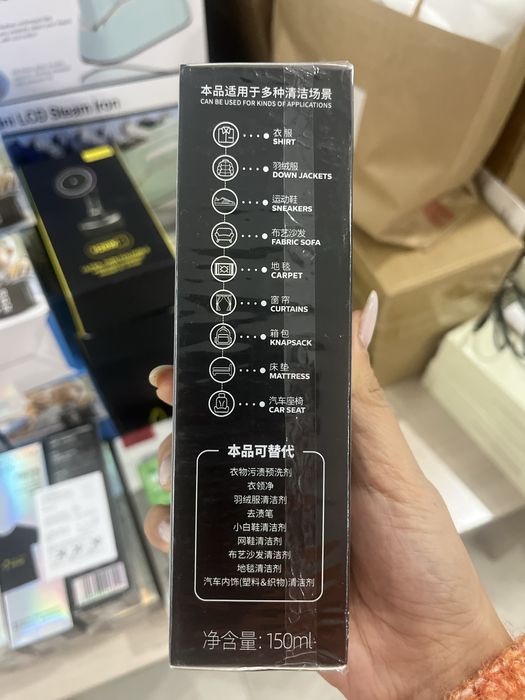 ni LCD Steam Iron
本品适用于多种清洁场景
CAN BE USED FOR KINDS OF APPLICATIONS
衣服
SHIRT
羽绒服
DOWN JACKETS
运动鞋
SNEAKERS
布艺沙发
FABRIC SOFA
地毯
CARPET
窗帘
CURTAINS
箱包
KNAPSACK
床垫
MATTRESS
汽车座椅
CAR SEAT
本品可替代
衣物污渍预洗剂
衣领净
羽绒服清洁剂
去渍笔
小白鞋清洁剂
网鞋清洁剂
布艺沙发清洁剂
地毯清洁剂
汽车内饰(塑料&织物)清洁剂
净含量: 150ml